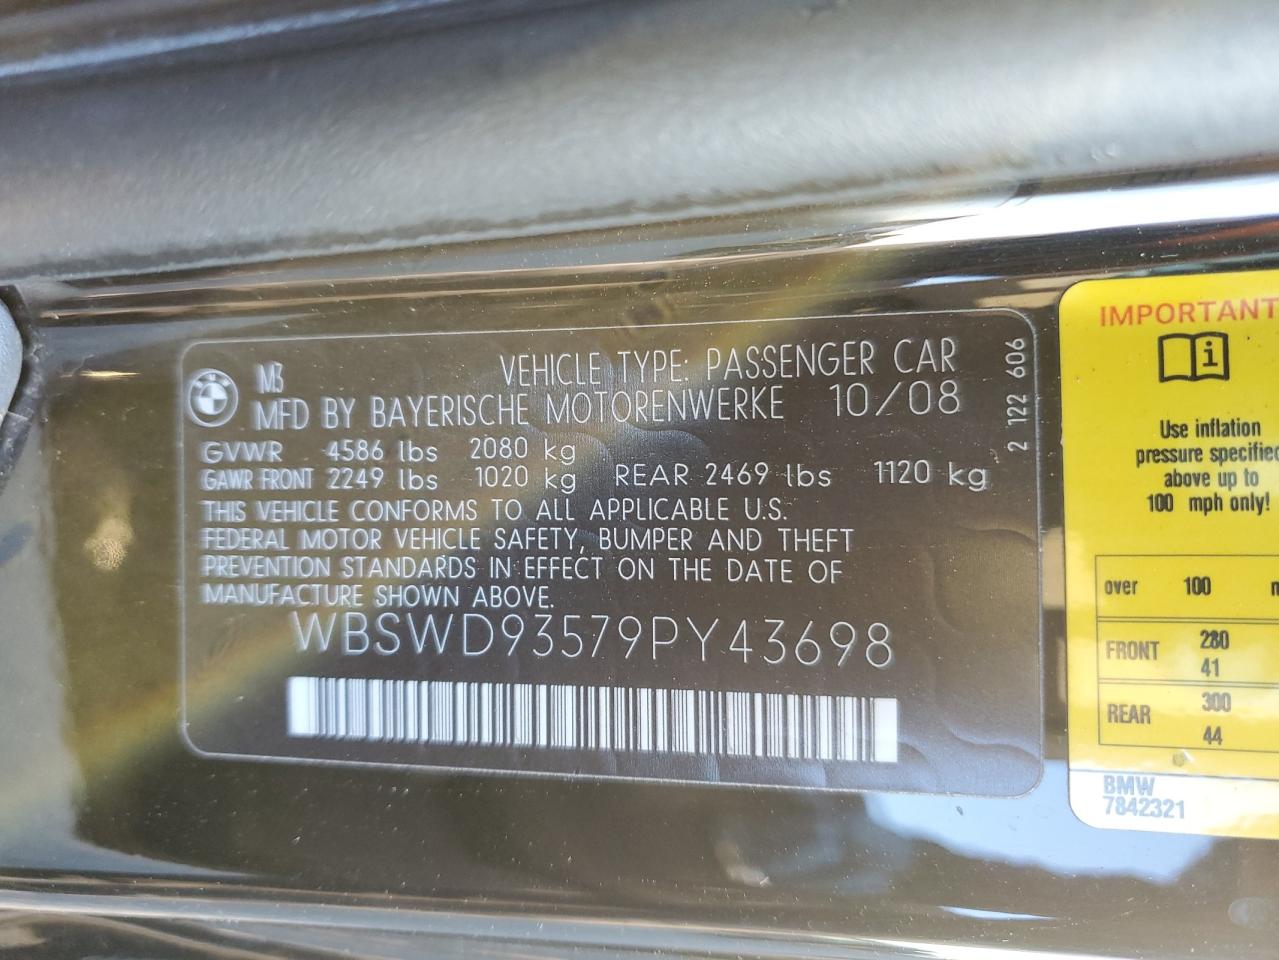 M3 VEHICLE TYPE: PASSENGER CAR
MFD BY BAYERISCHE MOTORENWERKE 10/08
GVWR 4586 lbs 2080 kg
GAWR FRONT 2249 lbs 1020 kg REAR 2469 lbs 1120 kg
THIS VEHICLE CONFORMS TO ALL APPLICABLE U.S.
FEDERAL MOTOR VEHICLE SAFETY, BUMPER AND THEFT
PREVENTION STANDARDS IN EFFECT ON THE DATE OF
MANUFACTURE SHOWN ABOVE.
WBSWD93579PY43698
2 122 606
IMPORTANT
Use inflation
pressure specified
above up to
100 mph only!
over 100
FRONT 280
41
REAR 300
44
BMW
7842321